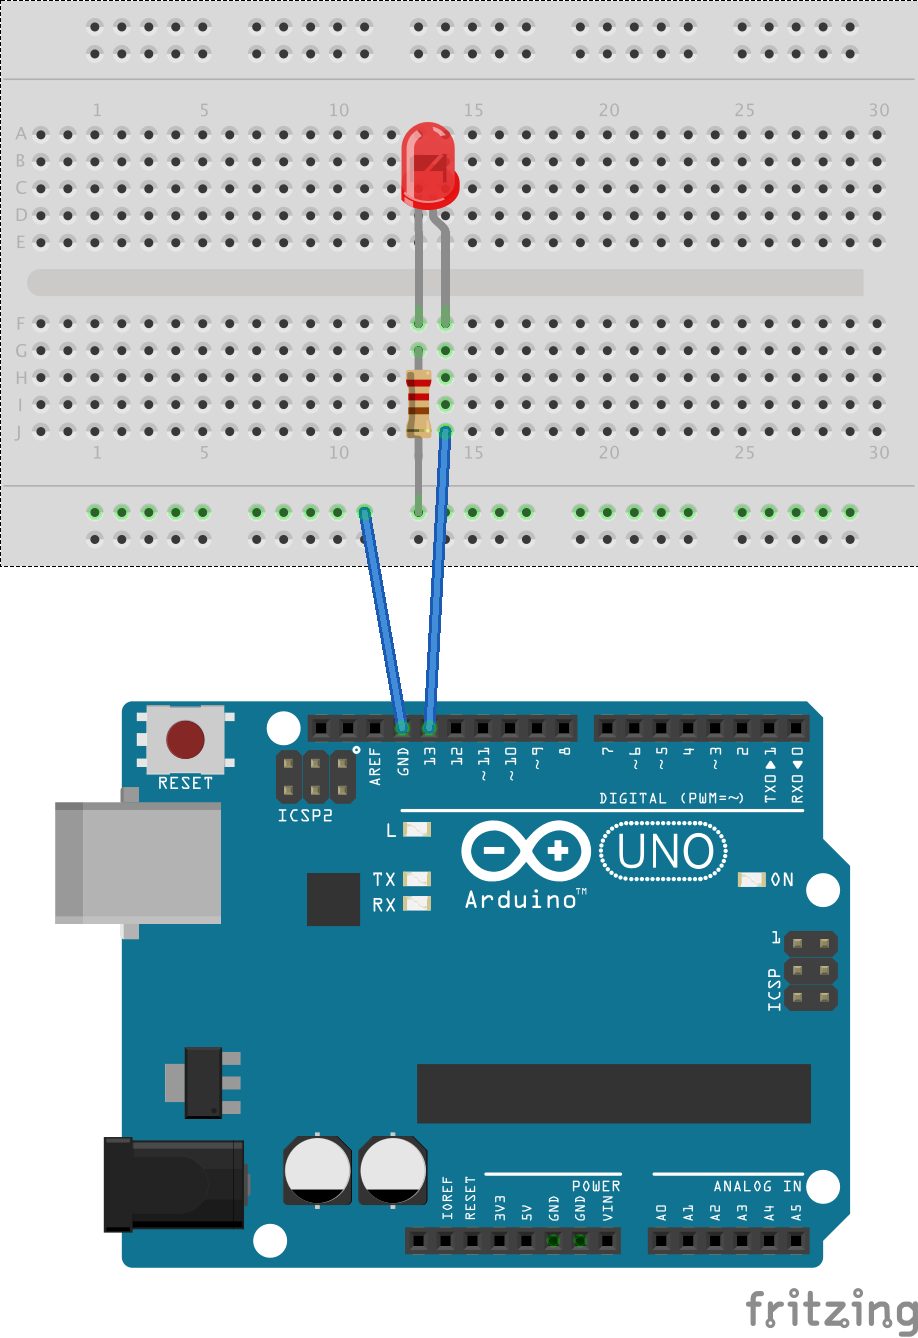 1 5 10 15 20 25 30
A
B
C
D
E
F
G
H
I
J
1 5 10 15 20 25 30
RESET
AREF
GND
13
12
~11
~10
~9
8
7
~6
~5
4
~3
2
TX0▶1
RX0◀0
DIGITAL (PWM=~)
ICSP2
L
TX
RX
Arduino™
UNO
ON
1
ICSP
POWER
ANALOG IN
IOREF
RESET
3V3
5V
GND
GND
VIN
A0
A1
A2
A3
A4
A5
fritzing